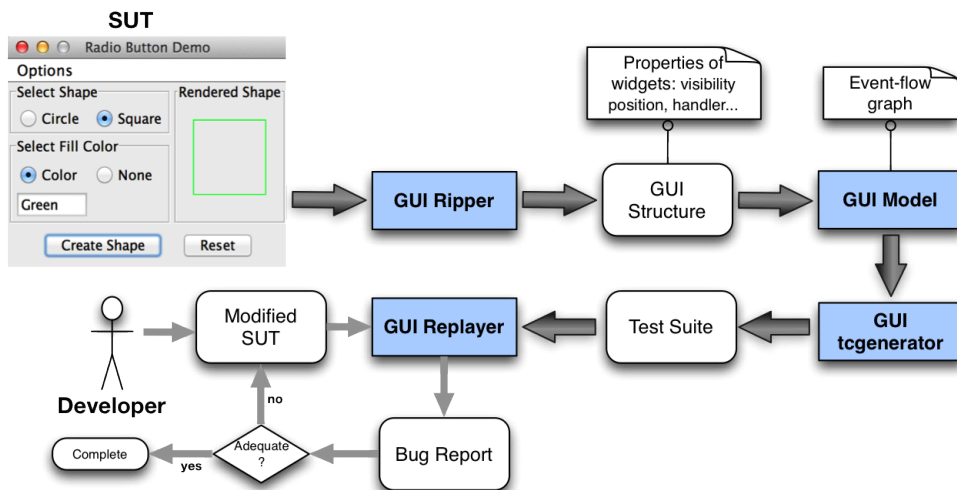 SUT
Radio Button Demo
Options
Select Shape
Circle
Square
Select Fill Color
Color
None
Green
Rendered Shape
Create Shape
Reset
GUI Ripper
Properties of
widgets: visibility
position, handler...
GUI
Structure
Event-flow
graph
GUI Model
GUI
tcgenerator
Test Suite
GUI Replayer
Modified
SUT
Developer
no
Bug Report
Adequate
?
yes
Complete